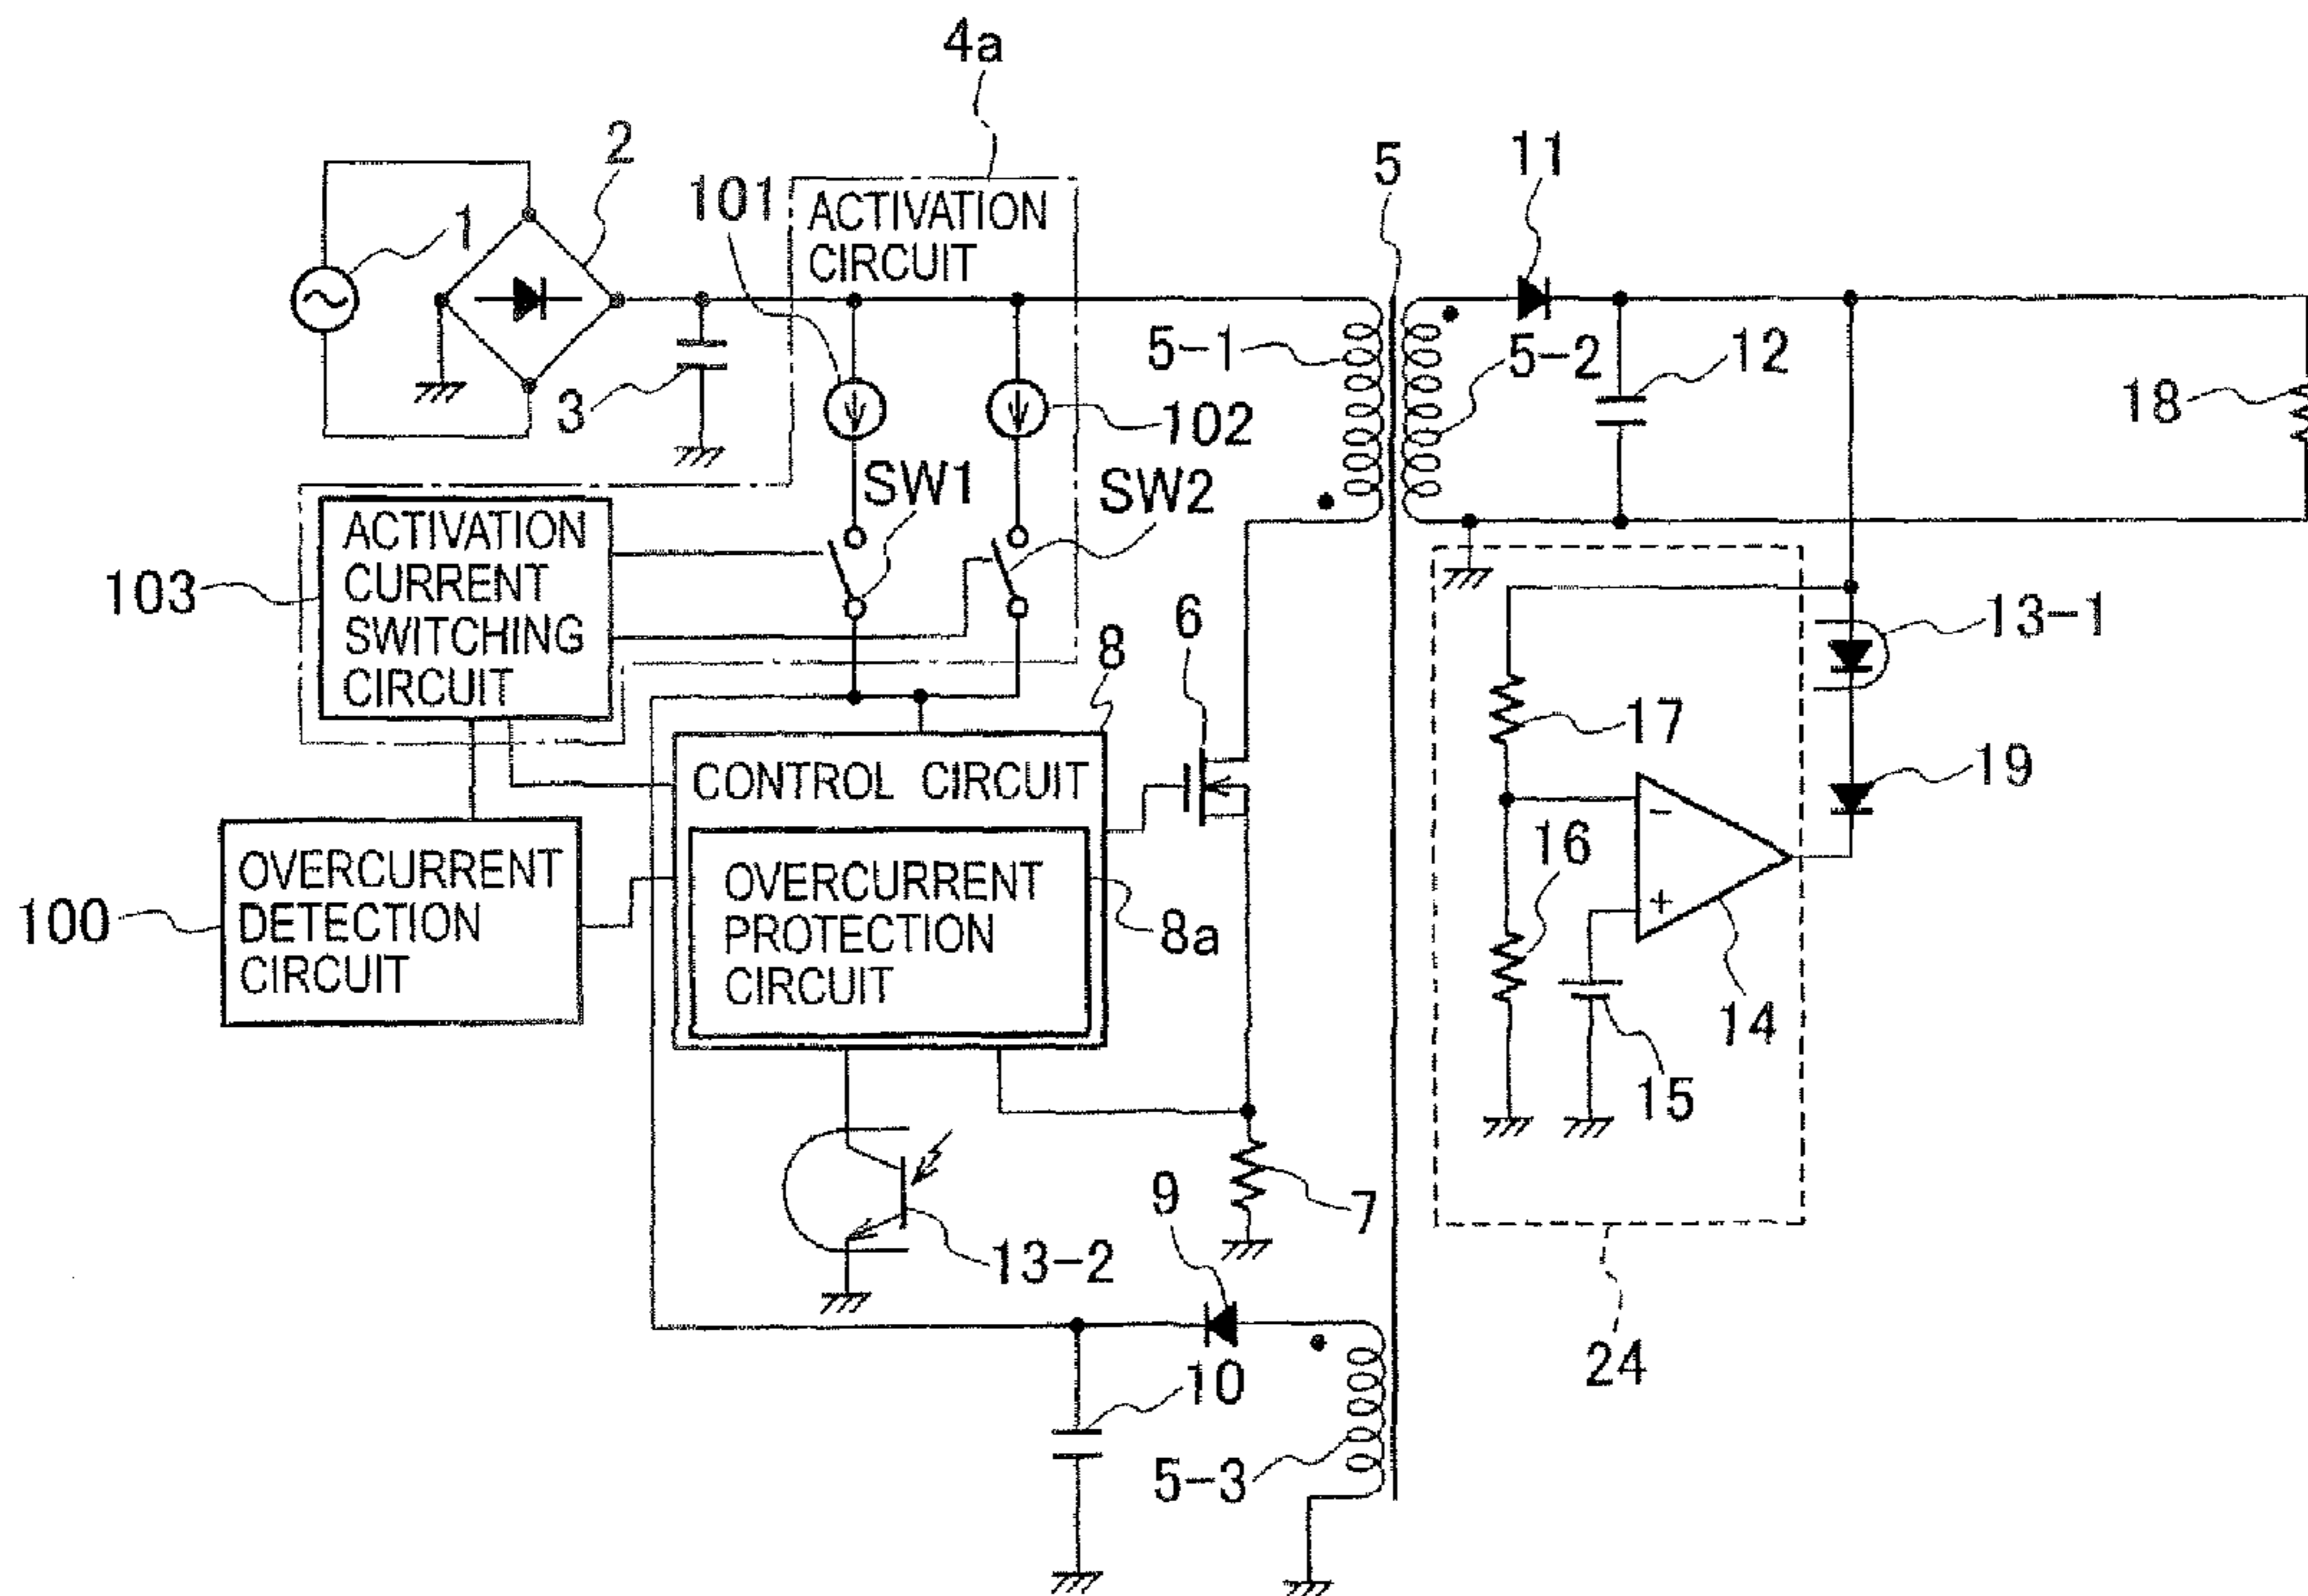 4a
2
1
101
ACTIVATION
CIRCUIT
5
11
5-1
5-2
12
18
3
102
SW1
SW2
103
ACTIVATION
CURRENT
SWITCHING
CIRCUIT
8
6
13-1
17
19
CONTROL CIRCUIT
-
16
100
OVERCURRENT
DETECTION
CIRCUIT
OVERCURRENT
PROTECTION
CIRCUIT
8a
+
14
15
13-2
9
7
10
24
5-3